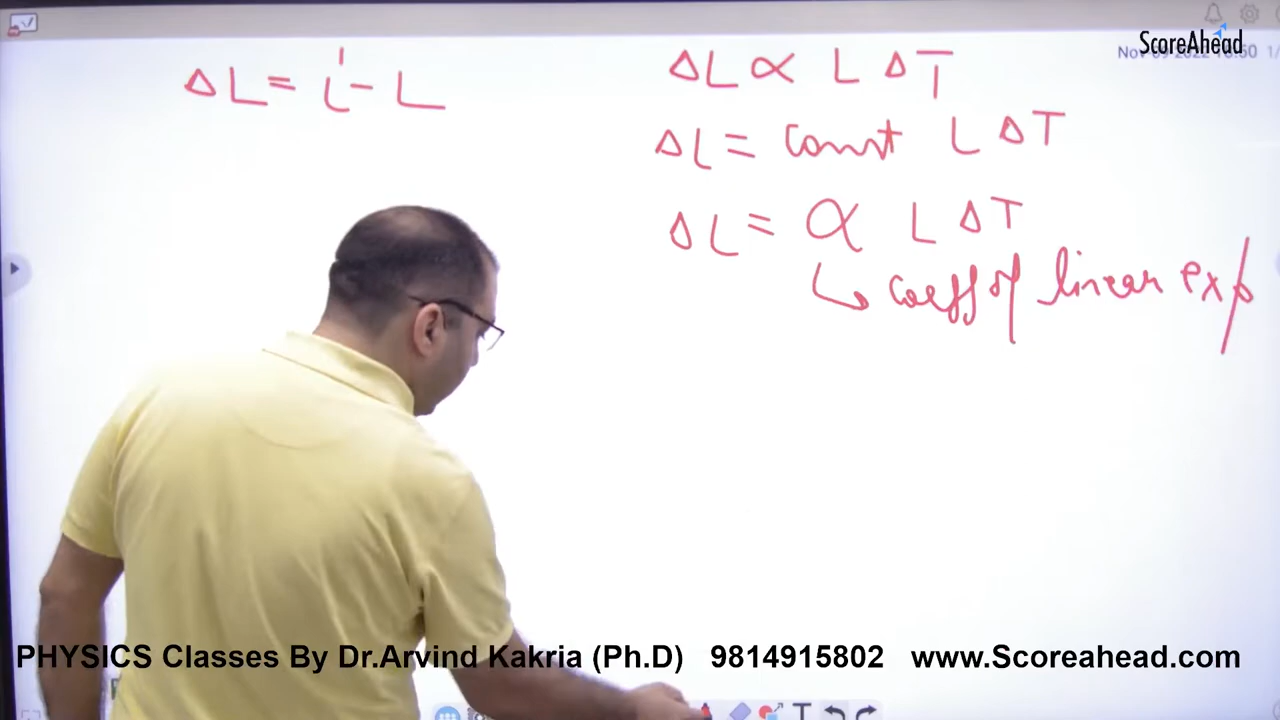 ScoreAhead
ΔL = L' - L
ΔL ∝ L ΔT
ΔL = Const L ΔT
ΔL = α L ΔT
↳ coeff of linear exp
PHYSICS Classes By Dr.Arvind Kakria (Ph.D) 9814915802 www.Scoreahead.com
T